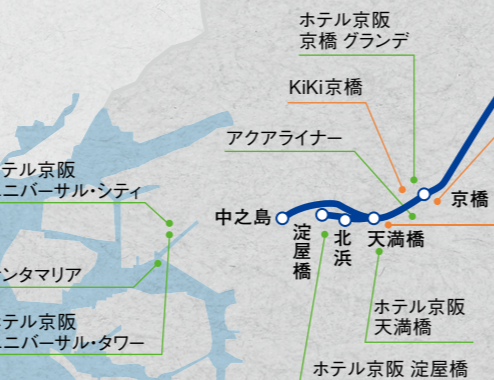 ホテル京阪
京橋 グランデ
KiKi京橋
アクアライナー
テル京阪
ニバーサル・シティ
京橋
中之島
淀屋橋
北浜
天満橋
ンタマリア
ホテル京阪
天満橋
テル京阪
ニバーサル・タワー
ホテル京阪 淀屋橋